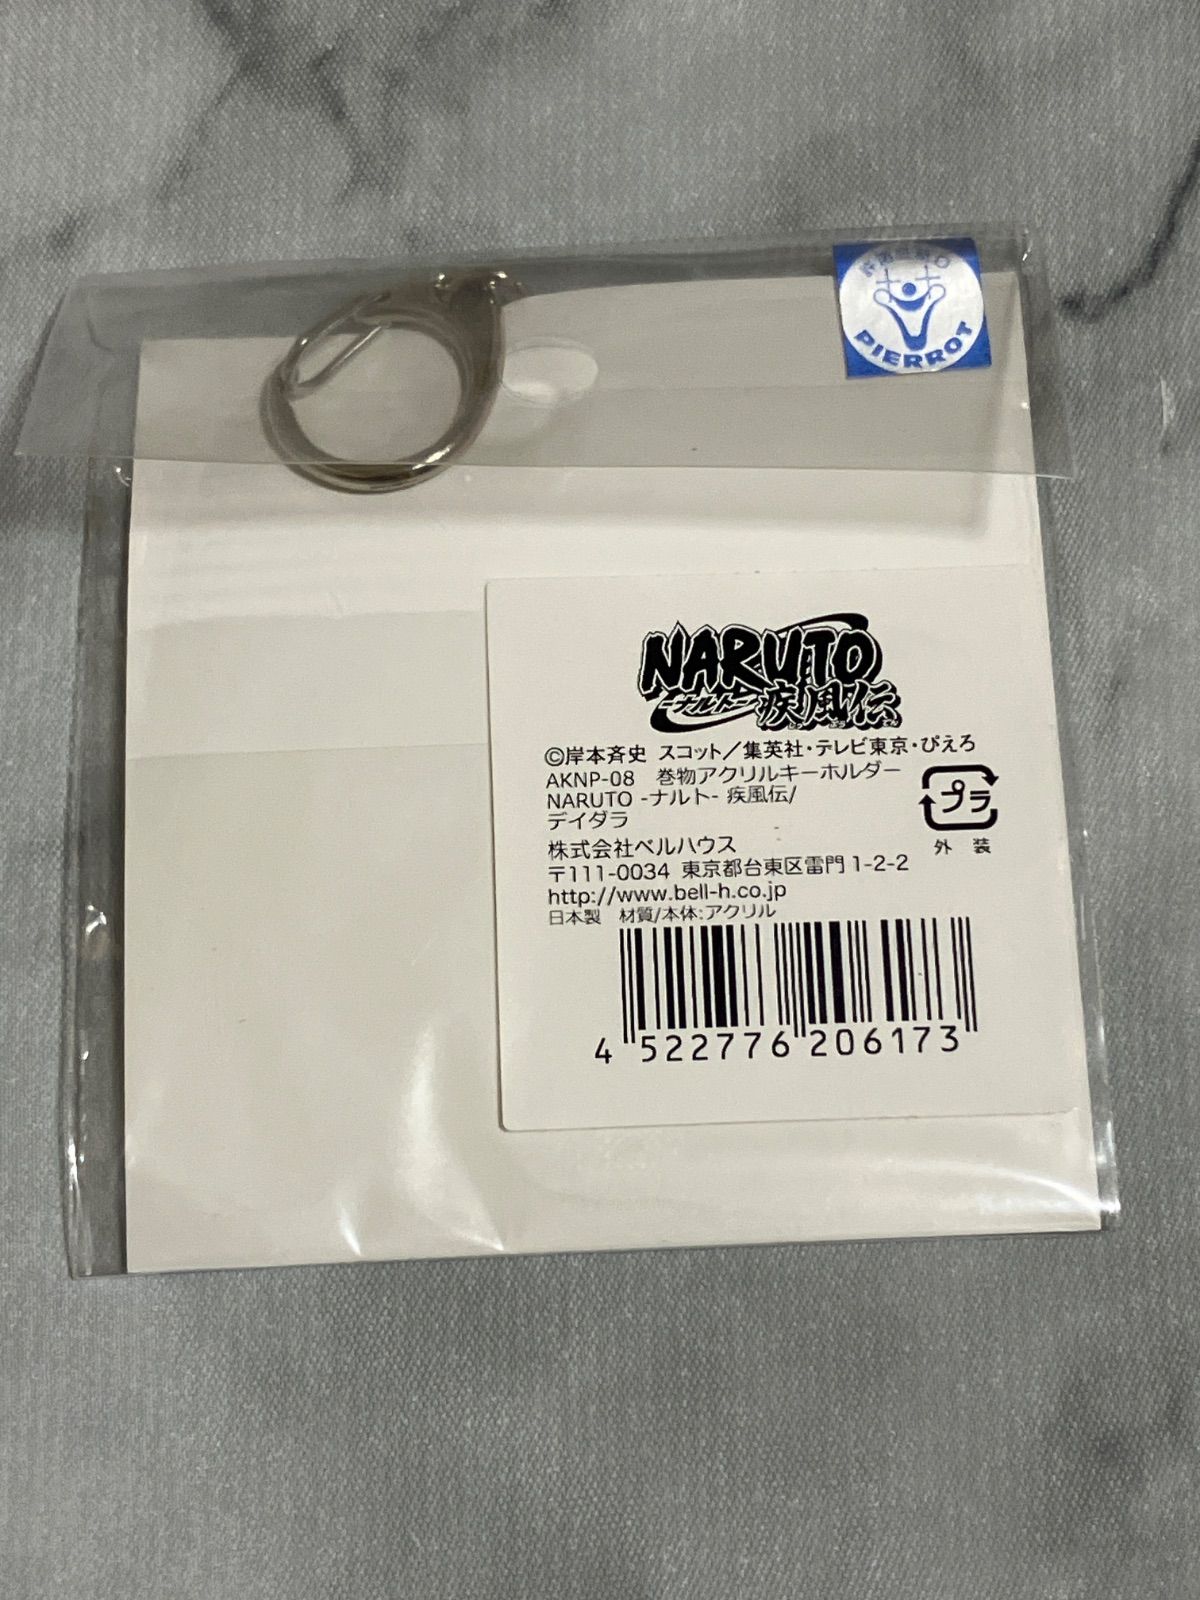 PIERROT
NARUTO
-ナルト- 疾風伝
©岸本斉史 スコット／集英社・テレビ東京・ぴえろ
AKNP-08 巻物アクリルキーホルダー
NARUTO -ナルト- 疾風伝/
デイダラ
プラ
外装
株式会社ベルハウス
〒111-0034 東京都台東区雷門1-2-2
http://www.bell-h.co.jp
日本製 材質/本体:アクリル
4 522776 206173